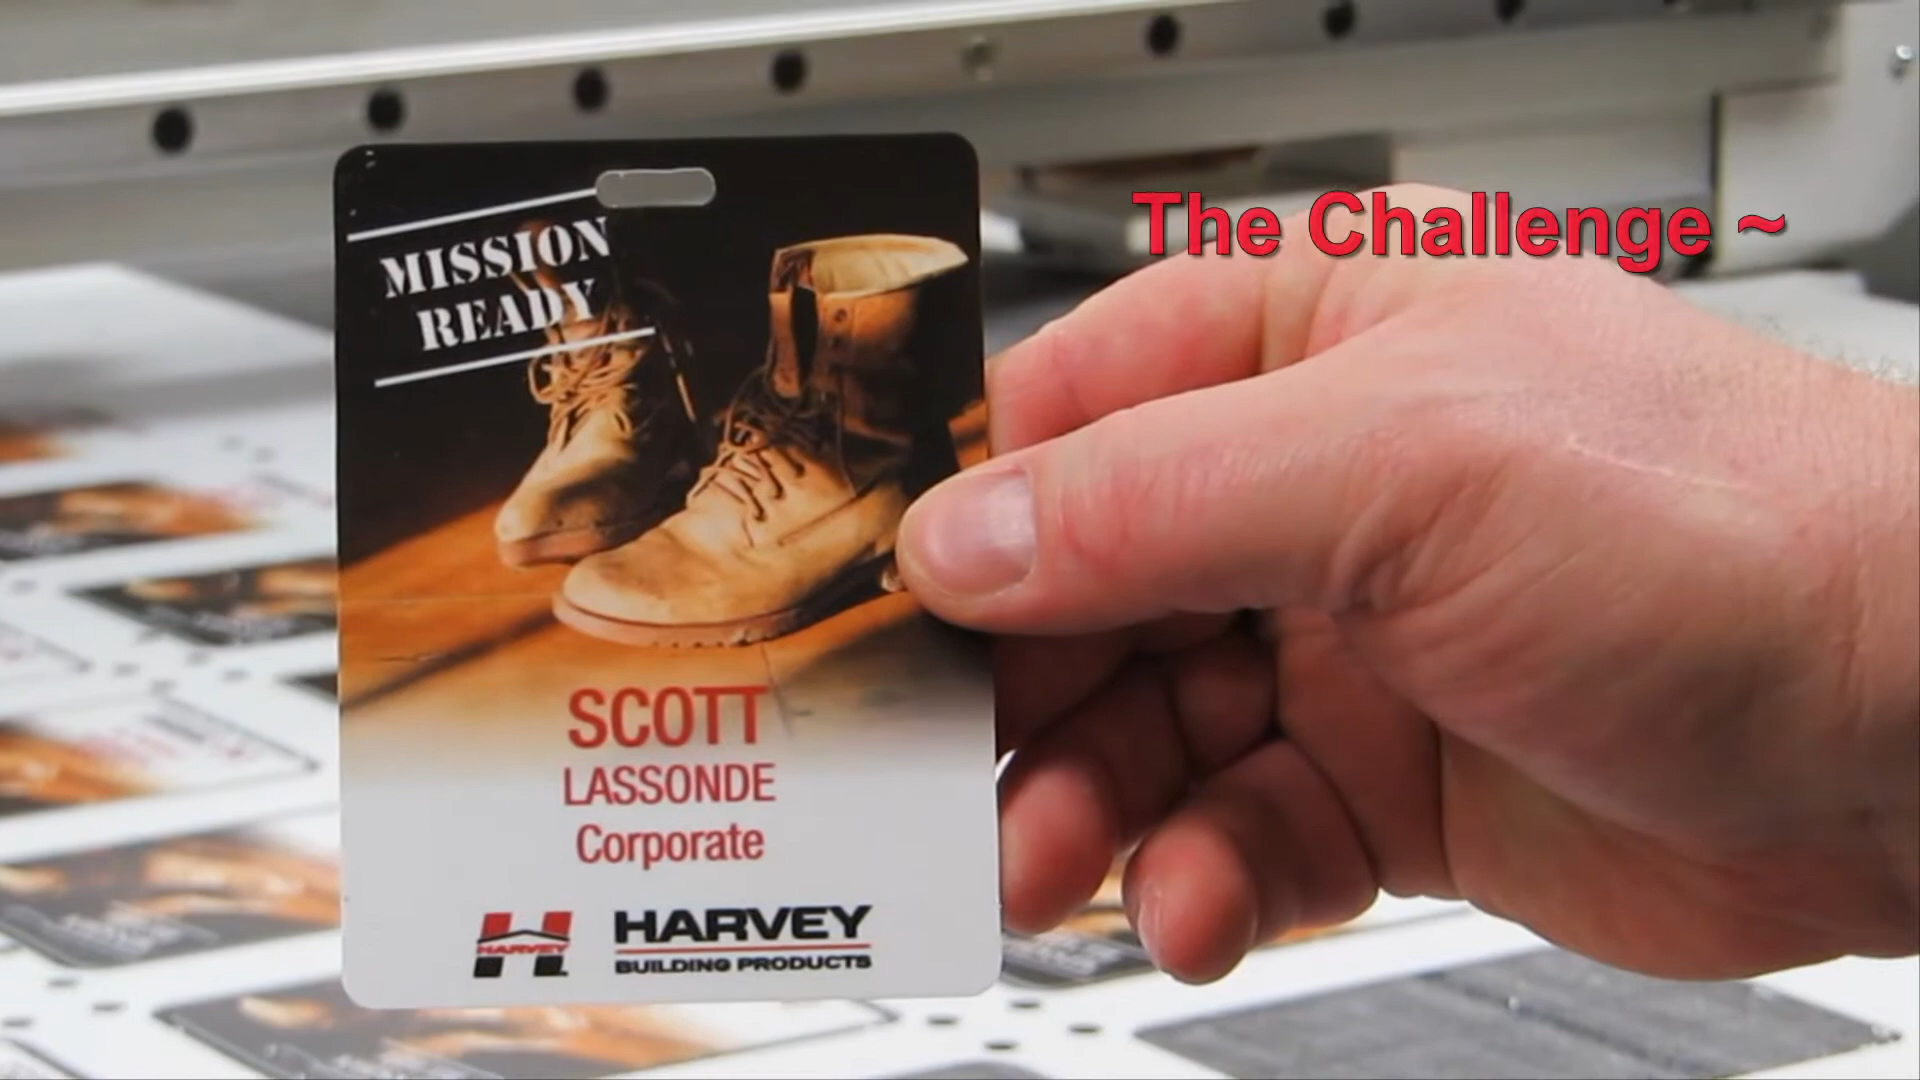 The Challenge ~
MISSION
READY
SCOTT
LASSONDE
Corporate
HARVEY
HARVEY
BUILDING PRODUCTS